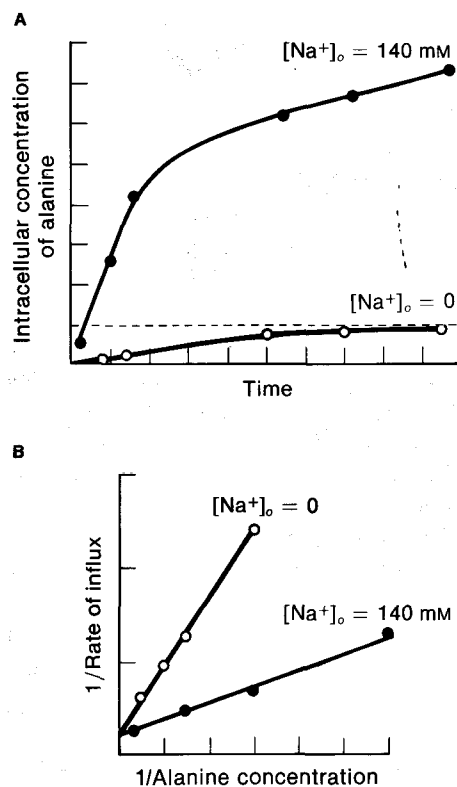 A
[Na⁺]ₒ = 140 mM
Intracellular concentration
of alanine
[Na⁺]ₒ = 0
Time
B
[Na⁺]ₒ = 0
[Na⁺]ₒ = 140 mM
1/Rate of influx
1/Alanine concentration